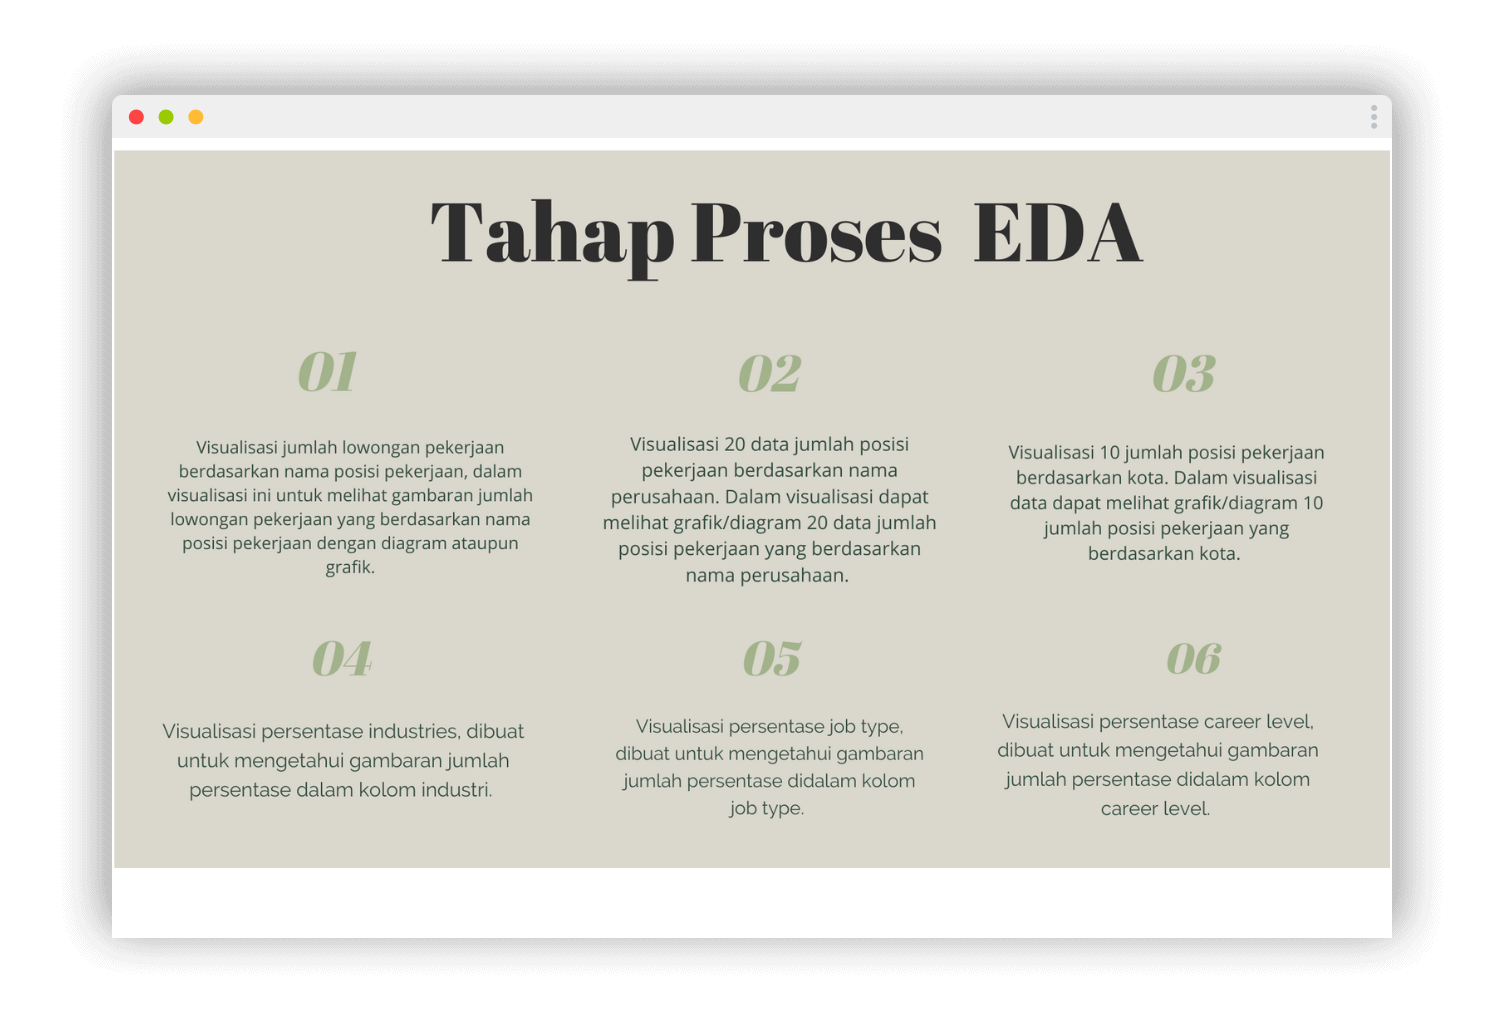 Tahap Proses EDA
01
Visualisasi jumlah lowongan pekerjaan
berdasarkan nama posisi pekerjaan, dalam
visualisasi ini untuk melihat gambaran jumlah
lowongan pekerjaan yang berdasarkan nama
posisi pekerjaan dengan diagram ataupun
grafik.
02
Visualisasi 20 data jumlah posisi
pekerjaan berdasarkan nama
perusahaan. Dalam visualisasi dapat
melihat grafik/diagram 20 data jumlah
posisi pekerjaan yang berdasarkan
nama perusahaan.
03
Visualisasi 10 jumlah posisi pekerjaan
berdasarkan kota. Dalam visualisasi
data dapat melihat grafik/diagram 10
jumlah posisi pekerjaan yang
berdasarkan kota.
04
Visualisasi persentase industries, dibuat
untuk mengetahui gambaran jumlah
persentase dalam kolom industri.
05
Visualisasi persentase job type,
dibuat untuk mengetahui gambaran
jumlah persentase didalam kolom
job type.
06
Visualisasi persentase career level,
dibuat untuk mengetahui gambaran
jumlah persentase didalam kolom
career level.